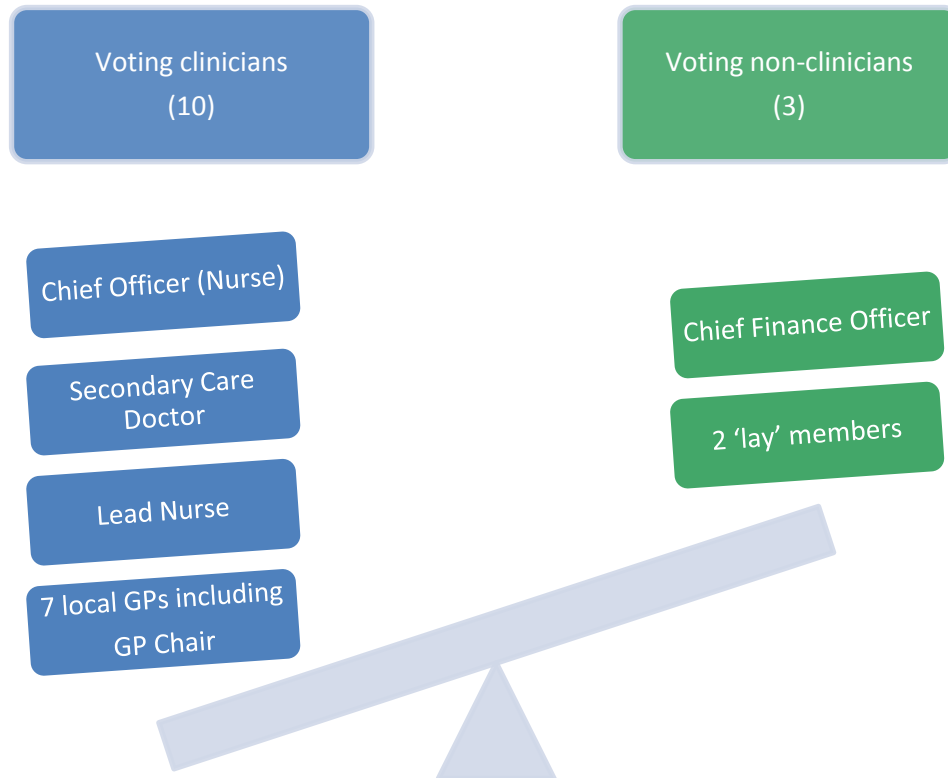 Voting clinicians
(10)
Voting non-clinicians
(3)
Chief Officer (Nurse)
Secondary Care
Doctor
Lead Nurse
7 local GPs including
GP Chair
Chief Finance Officer
2 ‘lay’ members